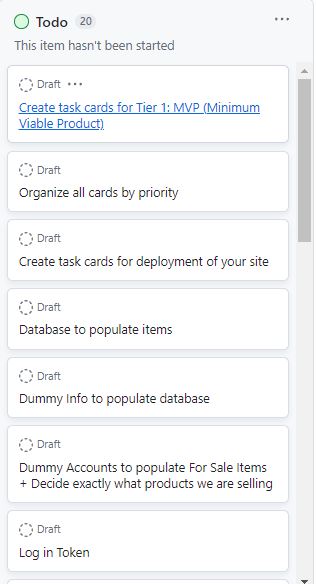 Todo 20
This item hasn't been started
Draft
Create task cards for Tier 1: MVP (Minimum
Viable Product)
Draft
Organize all cards by priority
Draft
Create task cards for deployment of your site
Draft
Database to populate items
Draft
Dummy Info to populate database
Draft
Dummy Accounts to populate For Sale Items
+ Decide exactly what products we are selling
Draft
Log in Token